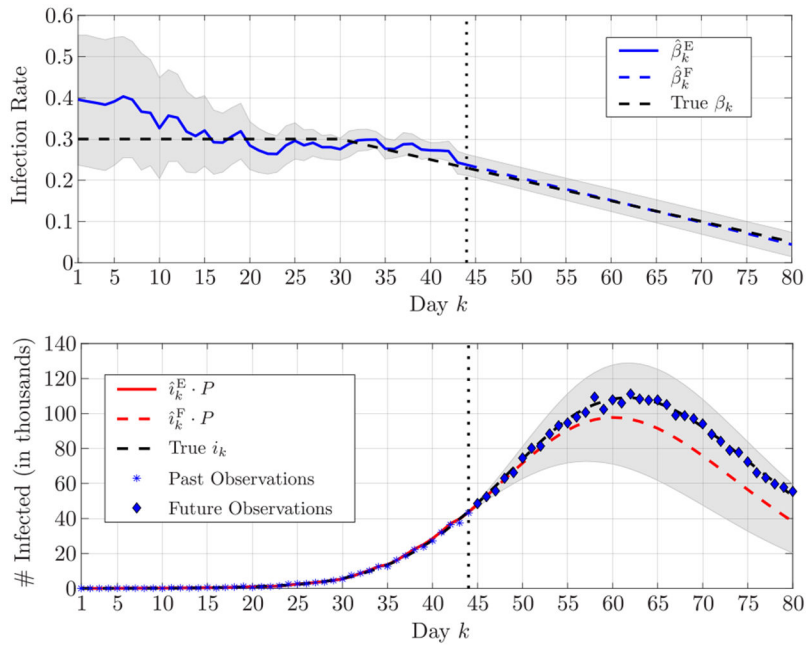 0.6
0.5
0.4
0.3
0.2
0.1
0
Infection Rate
β̂ₖᴱ
β̂ₖᶠ
True βₖ
1 5 10 15 20 25 30 35 40 45 50 55 60 65 70 75 80
Day k
140
120
100
80
60
40
20
0
# Infected (in thousands)
îₖᴱ · P
îₖᶠ · P
True iₖ
Past Observations
Future Observations
1 5 10 15 20 25 30 35 40 45 50 55 60 65 70 75 80
Day k